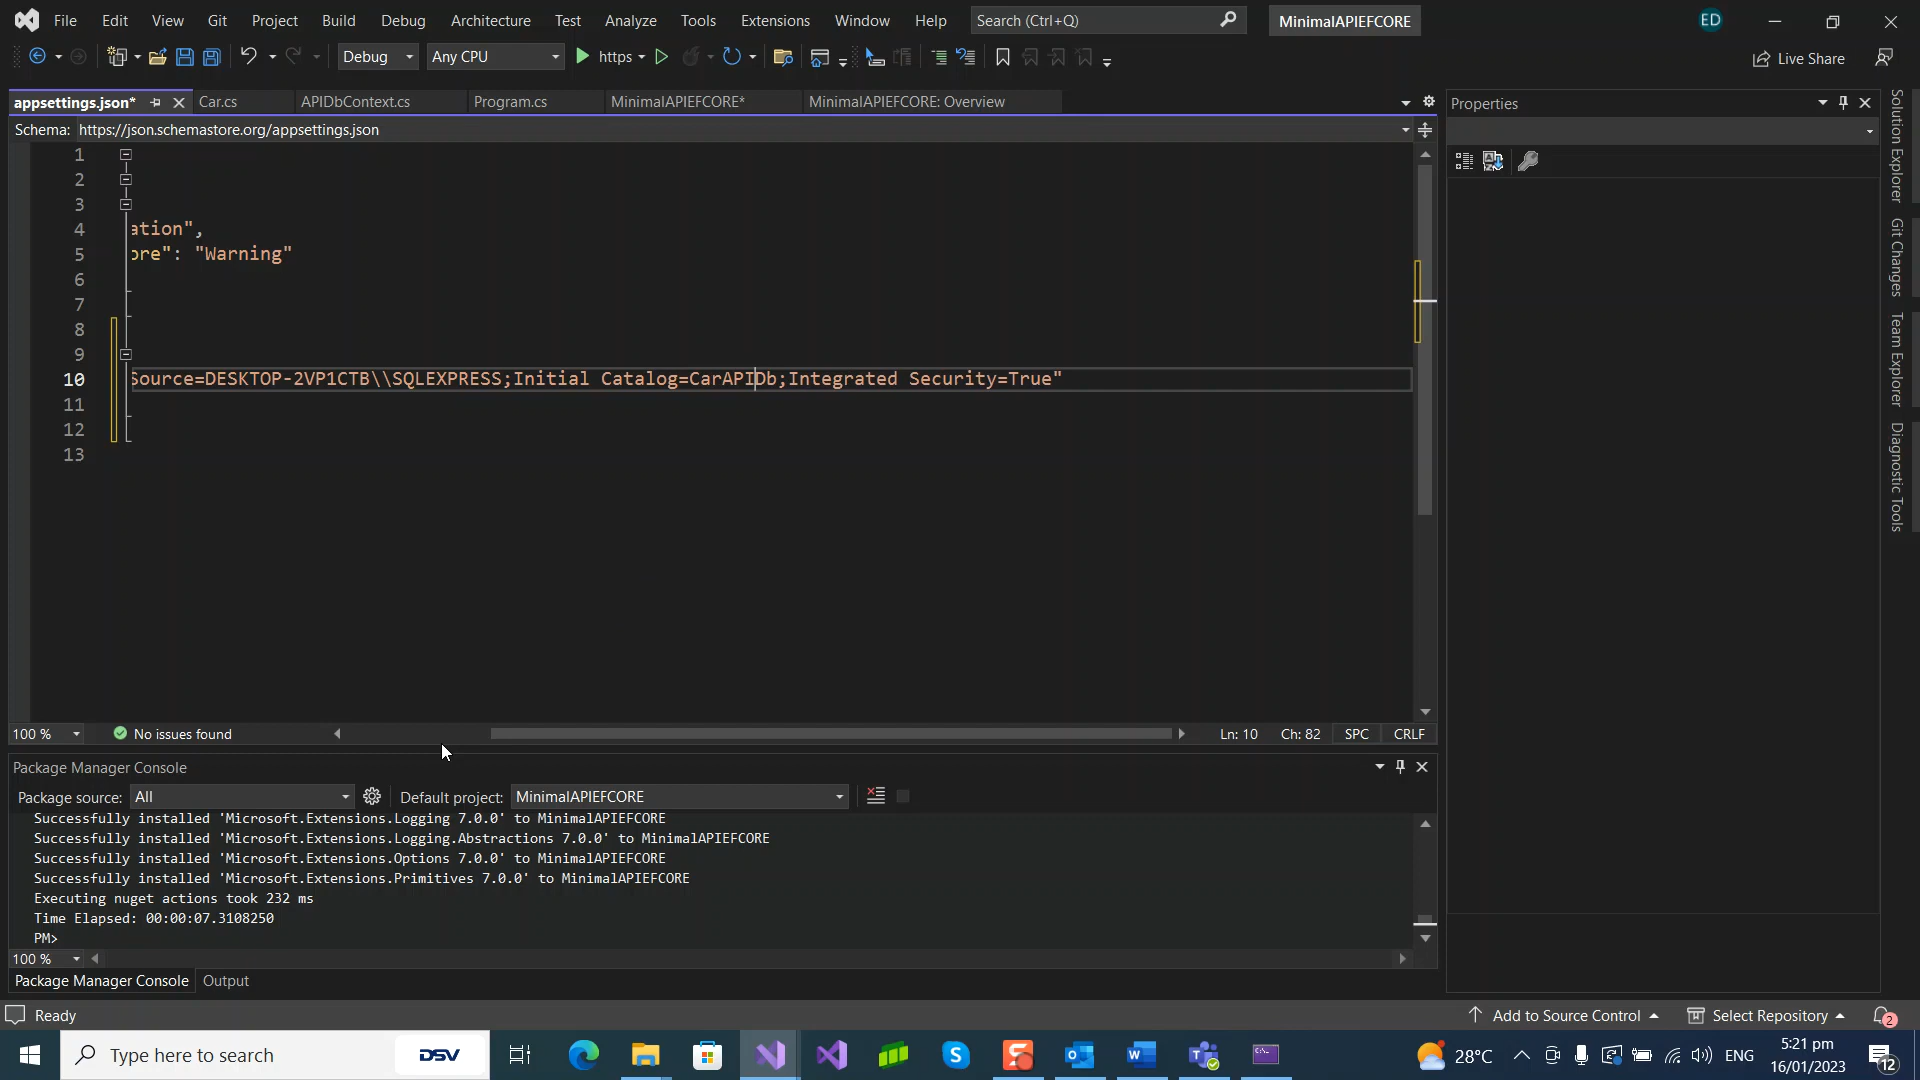 File Edit View Git Project Build Debug Architecture Test Analyze Tools Extensions Window Help Search (Ctrl+Q) MinimalAPIEFCORE ED
Debug Any CPU https Live Share
appsettings.json* Car.cs APIDbContext.cs Program.cs MinimalAPIEFCORE* MinimalAPIEFCORE: Overview Properties
Schema: https://json.schemastore.org/appsettings.json
1
2
3
4 ation",
5 ore": "Warning"
6
7
8
9
10 Source=DESKTOP-2VP1CTB\\SQLEXPRESS;Initial Catalog=CarAPIDb;Integrated Security=True"
11
12
13
Solution Explorer
Git Changes
Team Explorer
Diagnostic Tools
100 % No issues found Ln: 10 Ch: 82 SPC CRLF
Package Manager Console
Package source: All Default project: MinimalAPIEFCORE
Successfully installed 'Microsoft.Extensions.Logging 7.0.0' to MinimalAPIEFCORE
Successfully installed 'Microsoft.Extensions.Logging.Abstractions 7.0.0' to MinimalAPIEFCORE
Successfully installed 'Microsoft.Extensions.Options 7.0.0' to MinimalAPIEFCORE
Successfully installed 'Microsoft.Extensions.Primitives 7.0.0' to MinimalAPIEFCORE
Executing nuget actions took 232 ms
Time Elapsed: 00:00:07.3108250
PM>
100 %
Package Manager Console Output
Ready Add to Source Control Select Repository 2
Type here to search DSV 28°C ENG 5:21 pm
16/01/2023 12